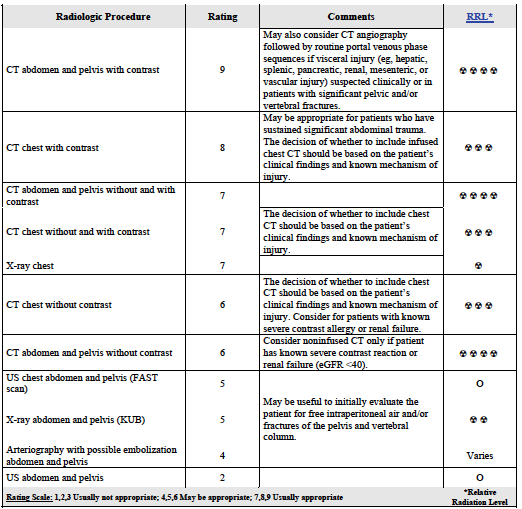 Radiologic Procedure Rating Comments RRL*
CT abdomen and pelvis with contrast 9 May also consider CT angiography
followed by routine portal venous phase
sequences if visceral injury (eg, hepatic,
splenic, pancreatic, renal, mesenteric, or
vascular injury) suspected clinically or in
patients with significant pelvic and/or
vertebral fractures.
☢ ☢ ☢ ☢
CT chest with contrast 8 May be appropriate for patients who have
sustained significant abdominal trauma.
The decision of whether to include infused
chest CT should be based on the patient's
clinical findings and known mechanism of
injury.
☢ ☢ ☢
CT abdomen and pelvis without and with
contrast
7
☢ ☢ ☢ ☢
CT chest without and with contrast 7 The decision of whether to include chest
CT should be based on the patient's
clinical findings and known mechanism of
injury.
☢ ☢ ☢
X-ray chest 7 ☢
CT chest without contrast 6 The decision of whether to include chest
CT should be based on the patient's
clinical findings and known mechanism of
injury. Consider for patients with known
severe contrast allergy or renal failure.
☢ ☢ ☢
CT abdomen and pelvis without contrast 6 Consider noninfused CT only if patient
has known severe contrast reaction or
renal failure (eGFR <40).
☢ ☢ ☢ ☢
US chest abdomen and pelvis (FAST
scan)
5
O
X-ray abdomen and pelvis (KUB) 5 May be useful to initially evaluate the
patient for free intraperitoneal air and/or
fractures of the pelvis and vertebral
column.
☢ ☢
Arteriography with possible embolization
abdomen and pelvis
4 Varies
US abdomen and pelvis 2 O
Rating Scale: 1,2,3 Usually not appropriate; 4,5,6 May be appropriate; 7,8,9 Usually appropriate
*Relative
Radiation Level